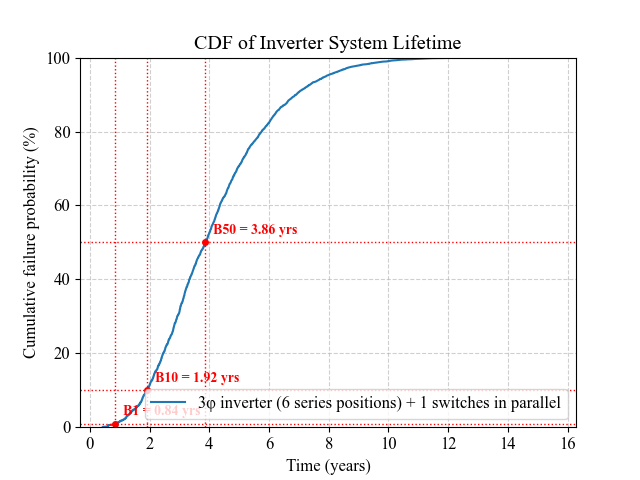 CDF of Inverter System Lifetime
Cumulative failure probability (%)
100
80
60
40
20
0
B50 = 3.86 yrs
B10 = 1.92 yrs
B1 = 0.84 yrs
3φ inverter (6 series positions) + 1 switches in parallel
0 2 4 6 8 10 12 14 16
Time (years)